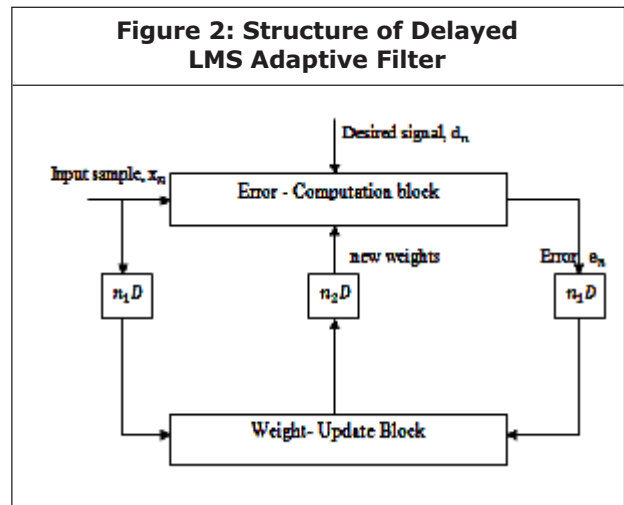 Figure 2: Structure of Delayed
LMS Adaptive Filter
Desired signal, dₙ
Input sample, xₙ
Error - Computation block
new weights
Error eₙ
n₁D
n₂D
n₁D
Weight- Update Block